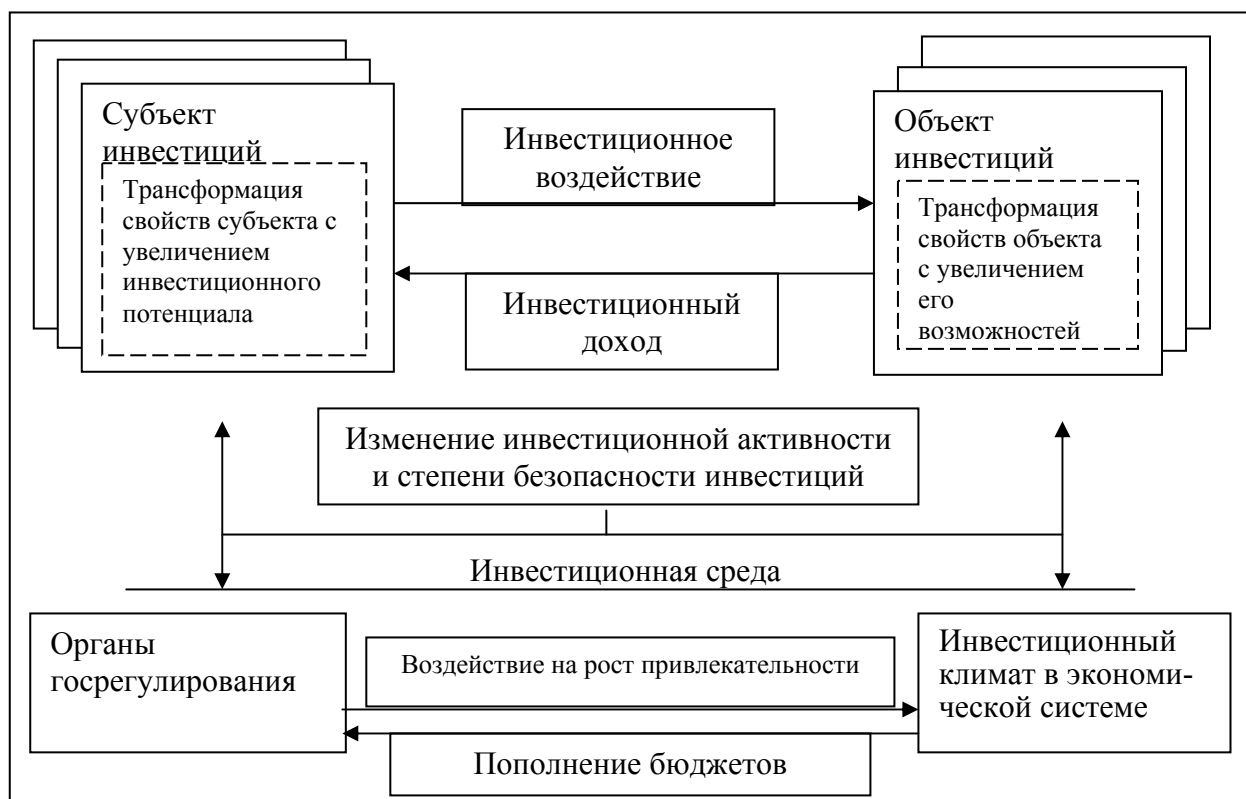 Субъект
инвестиций
Трансформация
свойств субъекта с
увеличением
инвестиционного
потенциала
Инвестиционное
воздействие
Инвестиционный
доход
Объект
инвестиций
Трансформация
свойств объекта
с увеличением
его
возможностей
Изменение инвестиционной активности
и степени безопасности инвестиций
Инвестиционная среда
Органы
госрегулирования
Воздействие на рост привлекательности
Пополнение бюджетов
Инвестиционный
климат в экономи-
ческой системе